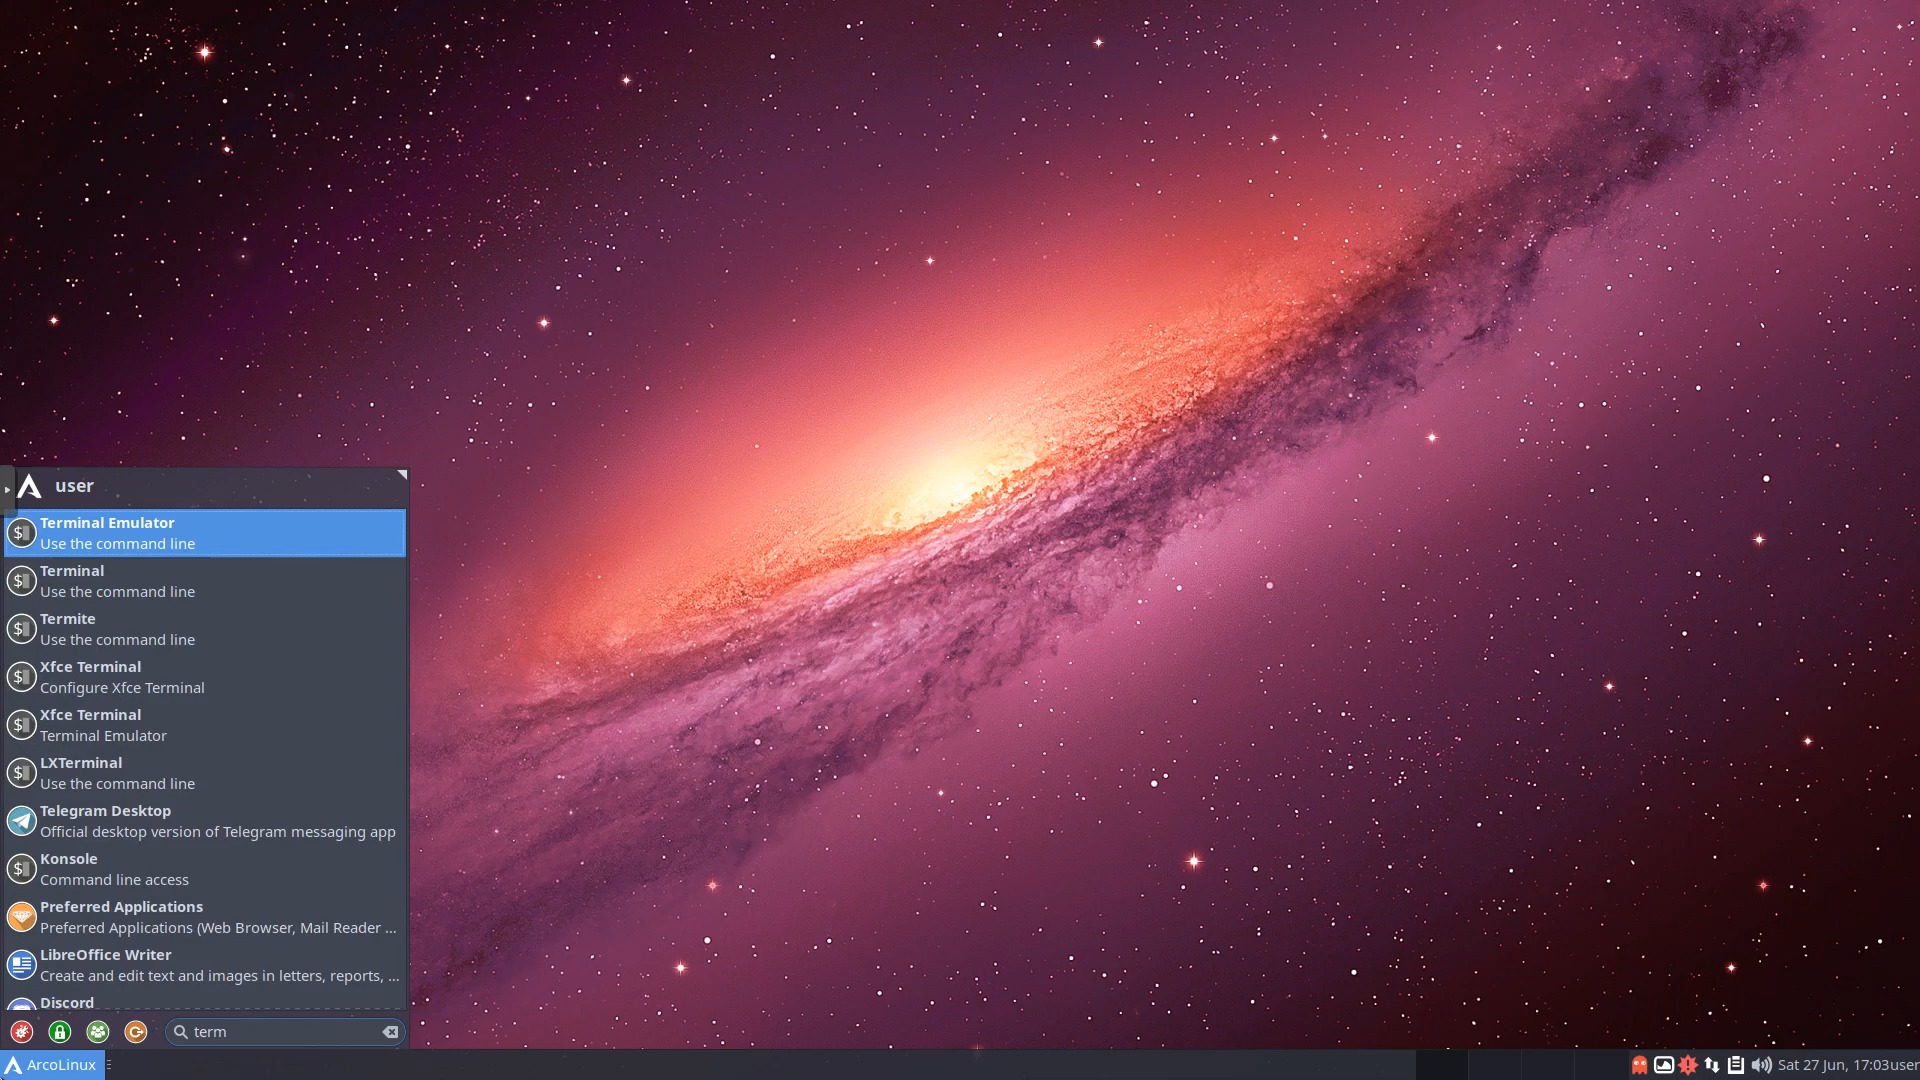 user
Terminal Emulator
Use the command line
Terminal
Use the command line
Termite
Use the command line
Xfce Terminal
Configure Xfce Terminal
Xfce Terminal
Terminal Emulator
LXTerminal
Use the command line
Telegram Desktop
Official desktop version of Telegram messaging app
Konsole
Command line access
Preferred Applications
Preferred Applications (Web Browser, Mail Reader ...
LibreOffice Writer
Create and edit text and images in letters, reports, ...
Discord
term
ArcoLinux
Sat 27 Jun, 17:03user